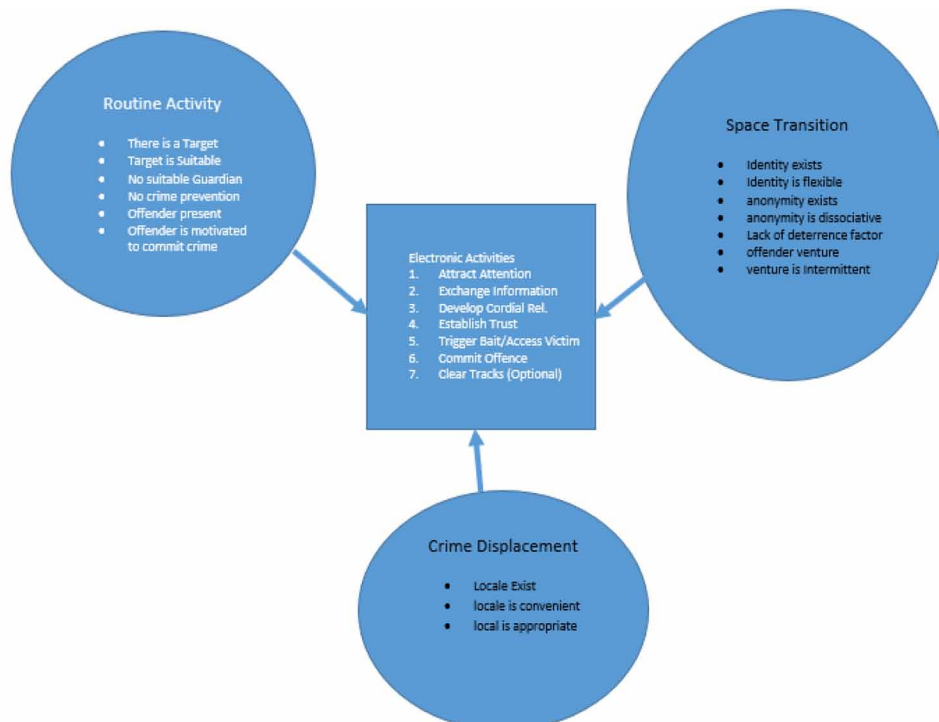 Routine Activity
• There is a Target
• Target is Suitable
• No suitable Guardian
• No crime prevention
• Offender present
• Offender is motivated
to commit crime
Space Transition
• Identity exists
• Identity is flexible
• anonymity exists
• anonymity is dissociative
• Lack of deterrence factor
• offender venture
• venture is Intermittent
Electronic Activities
1. Attract Attention
2. Exchange Information
3. Develop Cordial Rel.
4. Establish Trust
5. Trigger Bait/Access Victim
6. Commit Offence
7. Clear Tracks (Optional)
Crime Displacement
• Locale Exist
• locale is convenient
• local is appropriate